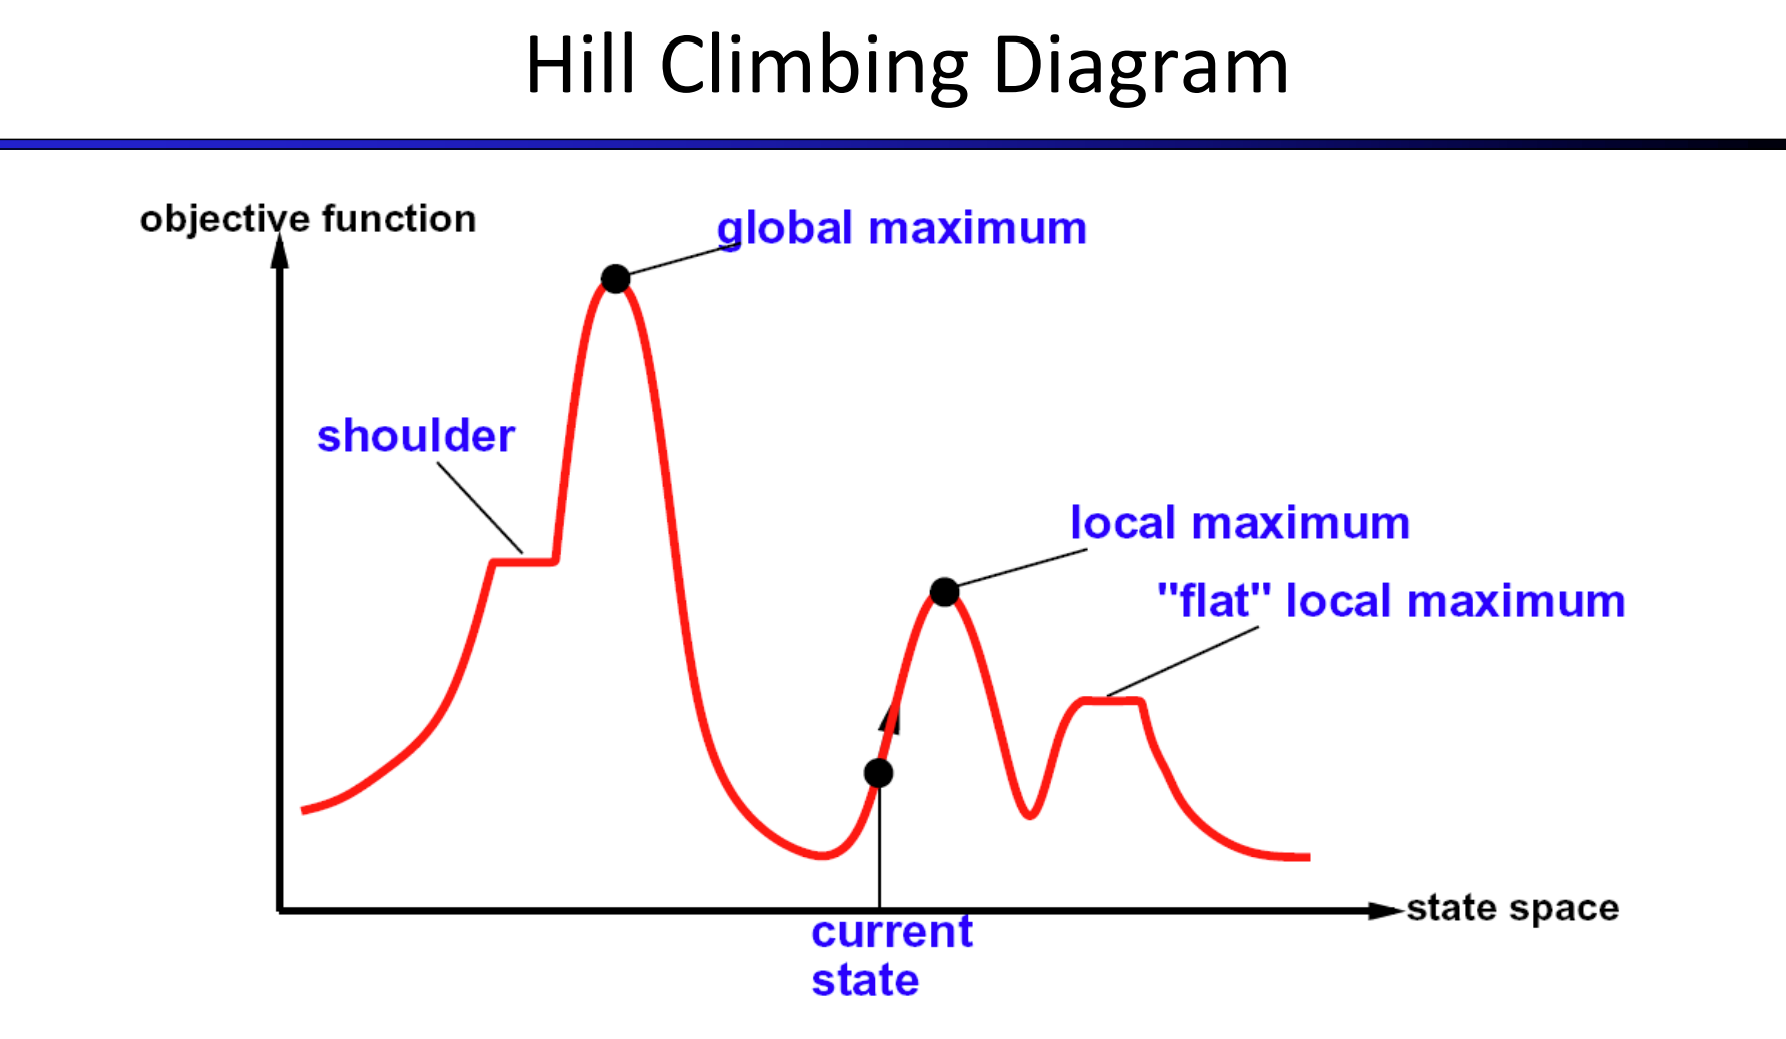 Hill Climbing Diagram
objective function
global maximum
shoulder
local maximum
"flat" local maximum
state space
current
state